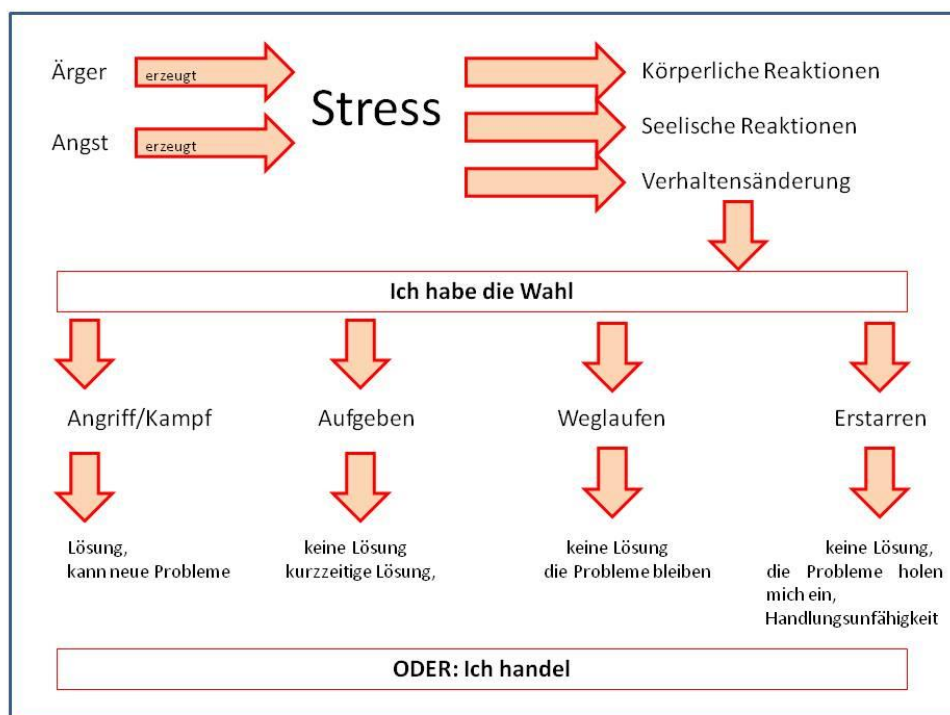 Ärger
erzeugt
Angst
erzeugt
Stress
Körperliche Reaktionen
Seelische Reaktionen
Verhaltensänderung
Ich habe die Wahl
Angriff/Kampf
Aufgeben
Weglaufen
Erstarren
Lösung,
kann neue Probleme
keine Lösung
kurzzeitige Lösung,
keine Lösung
die Probleme bleiben
keine Lösung,
die Probleme holen
mich ein,
Handlungsunfähigkeit
ODER: Ich handel